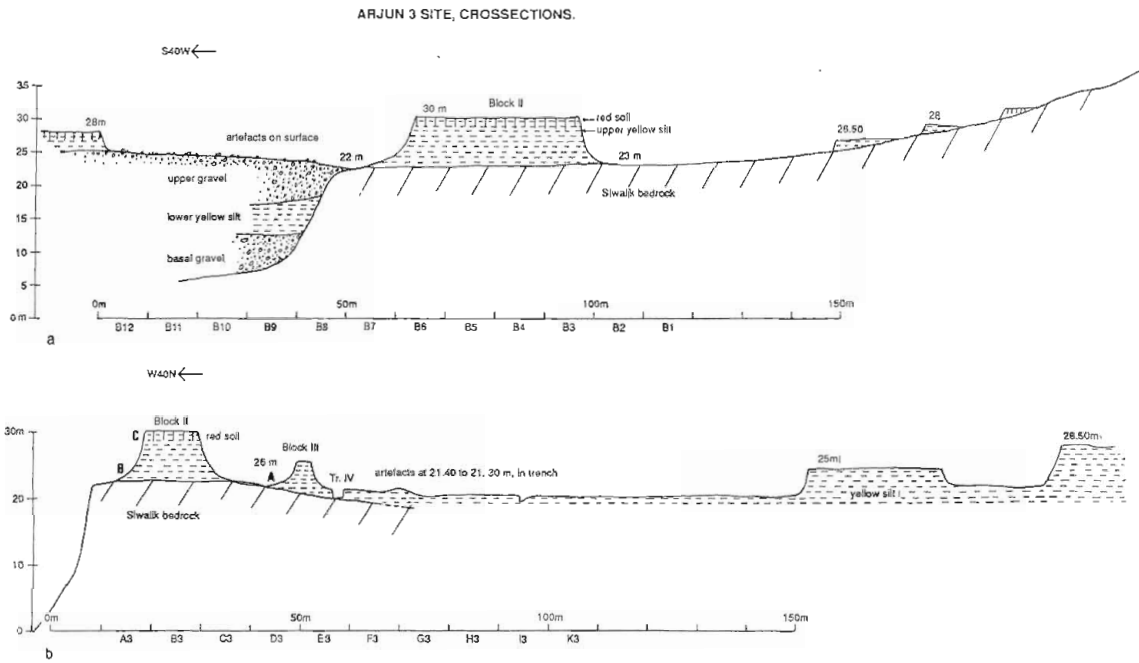 ARJUN 3 SITE, CROSSECTIONS.
S40W
35
30
25
20
15
10
5
0m
28m
artefacts on surface
30 m
Block II
red soil
upper yellow silt
22 m
23 m
26.50
28
upper gravel
Siwalik bedrock
lower yellow silt
basal gravel
0m 50m 100m 150m
B12 B11 B10 B9 B8 B7 B6 B5 B4 B3 B2 B1
a
W40N
30m
20
10
0
Block II
C
red soil
B
26 m
A
Block III
Tr. IV
artefacts at 21.40 to 21.30 m, in trench
25m
yellow silt
Siwalik bedrock
0m 50m 100m 150m
A3 B3 C3 D3 E3 F3 G3 H3 I3 K3
b